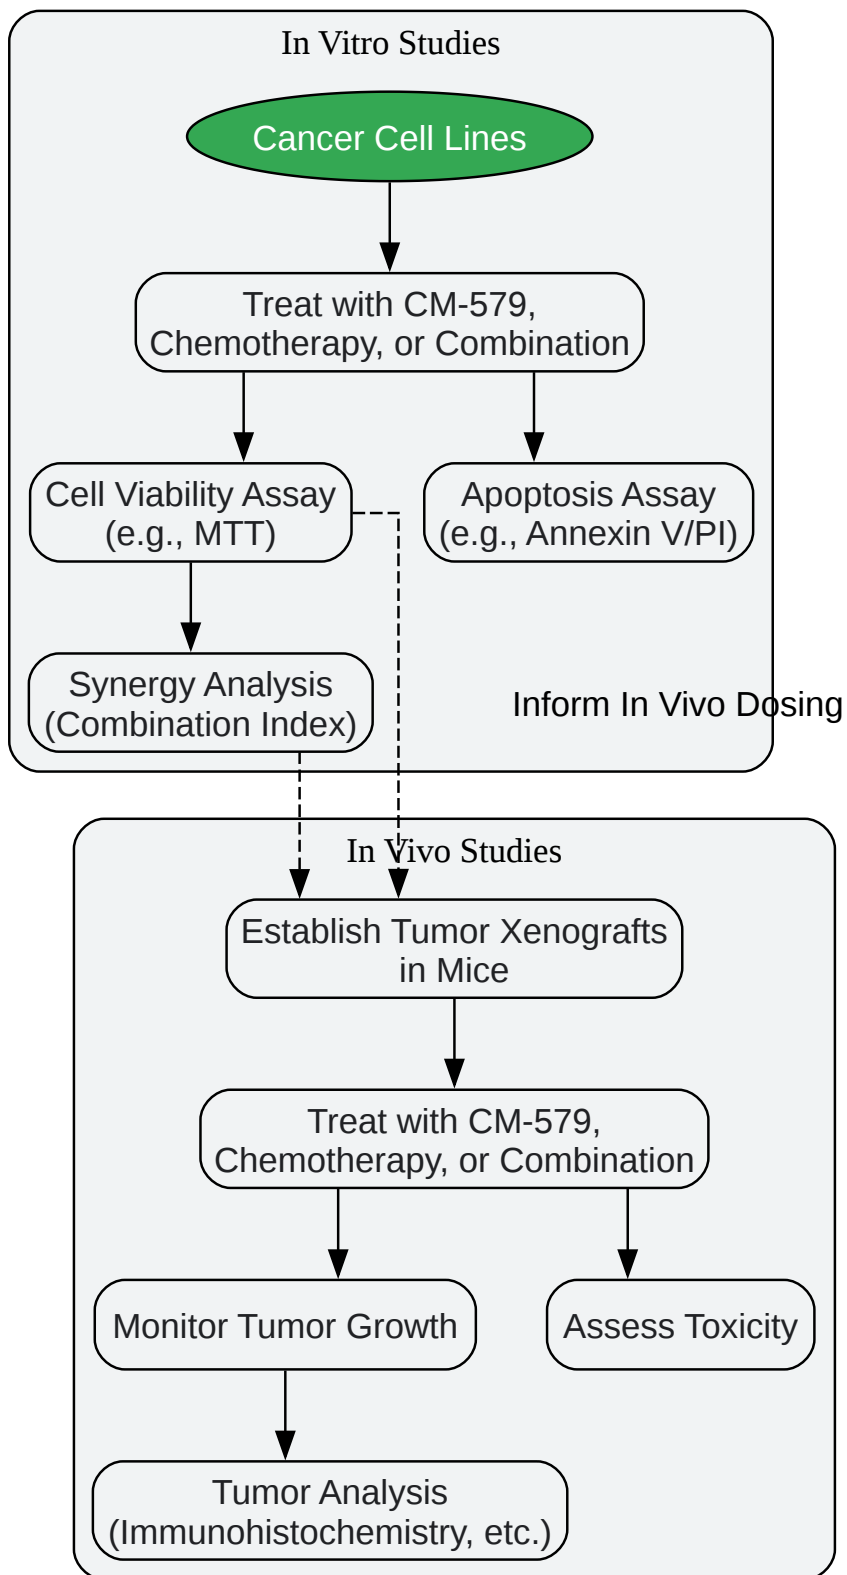 In Vitro Studies
Cancer Cell Lines
Treat with CM-579,
Chemotherapy, or Combination
Cell Viability Assay
(e.g., MTT)
Apoptosis Assay
(e.g., Annexin V/PI)
Synergy Analysis
(Combination Index)
Inform In Vivo Dosing
In Vivo Studies
Establish Tumor Xenografts
in Mice
Treat with CM-579,
Chemotherapy, or Combination
Monitor Tumor Growth
Assess Toxicity
Tumor Analysis
(Immunohistochemistry, etc.)